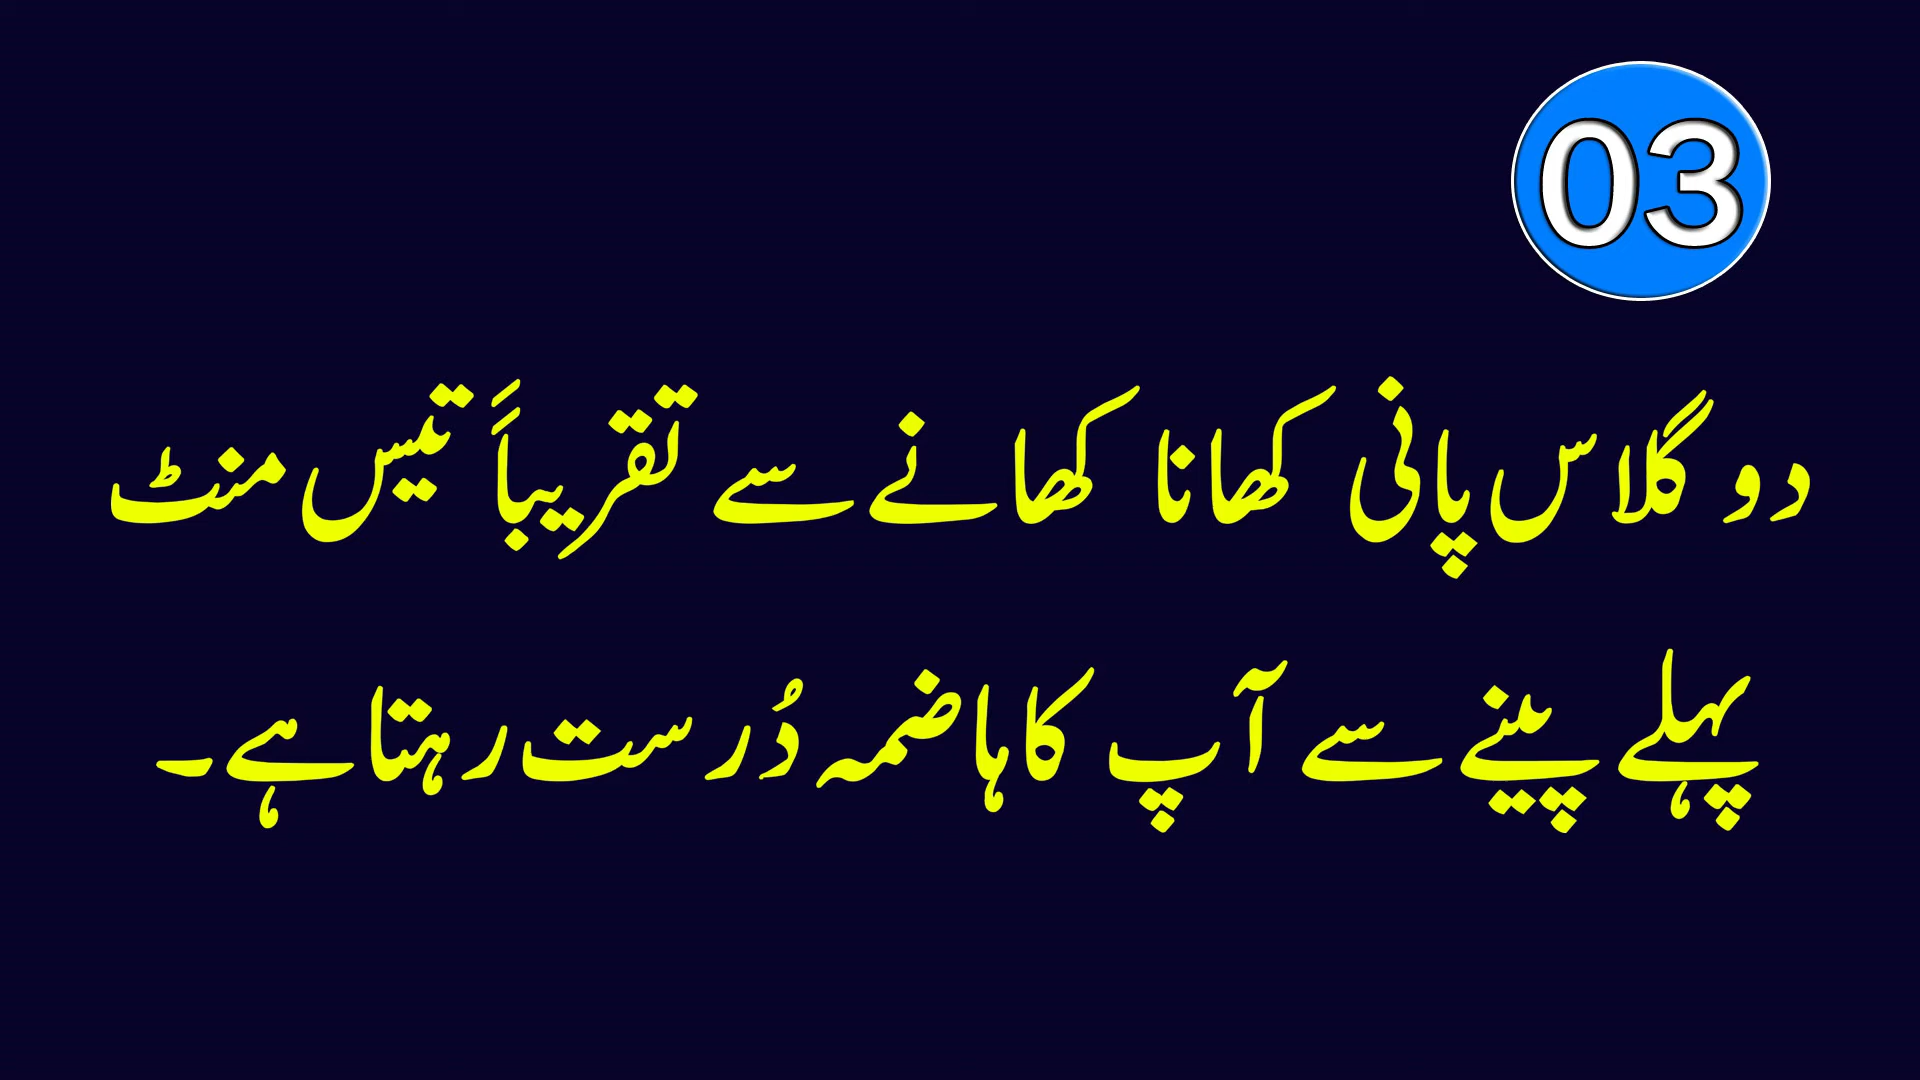 03
دو گلاس پانی کھانا کھانے سے تقریباً تیس منٹ
پہلے پینے سے آپ کا ہاضمہ دُرست رہتا ہے۔